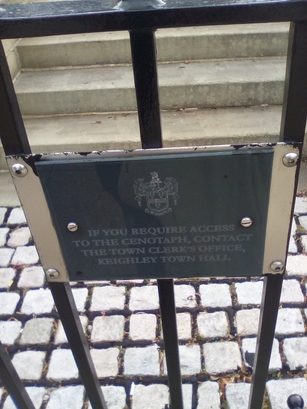 IF YOU REQUIRE ACCESS
TO THE CENOTAPH, CONTACT
THE TOWN CLERK'S OFFICE,
KEIGHLEY TOWN HALL